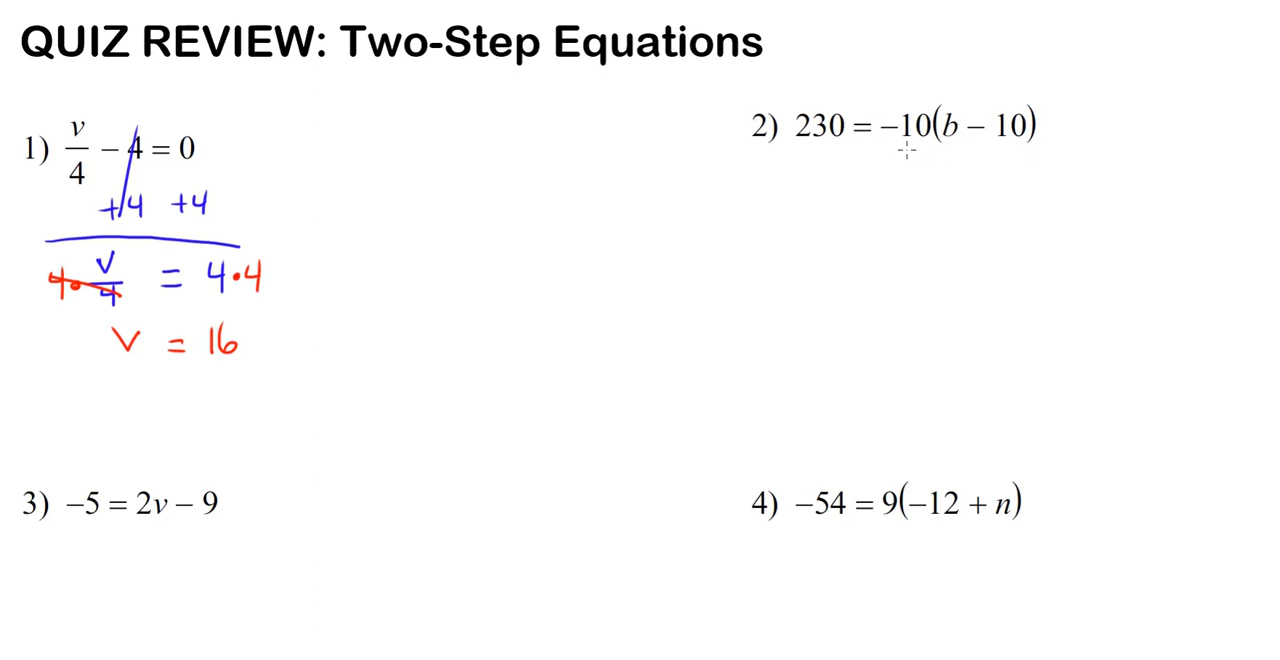 QUIZ REVIEW: Two-Step Equations
1) v/4 − 4 = 0
+4 +4
4 • v/4 = 4 • 4
v = 16
2) 230 = −10(b − 10)
3) −5 = 2v − 9
4) −54 = 9(−12 + n)